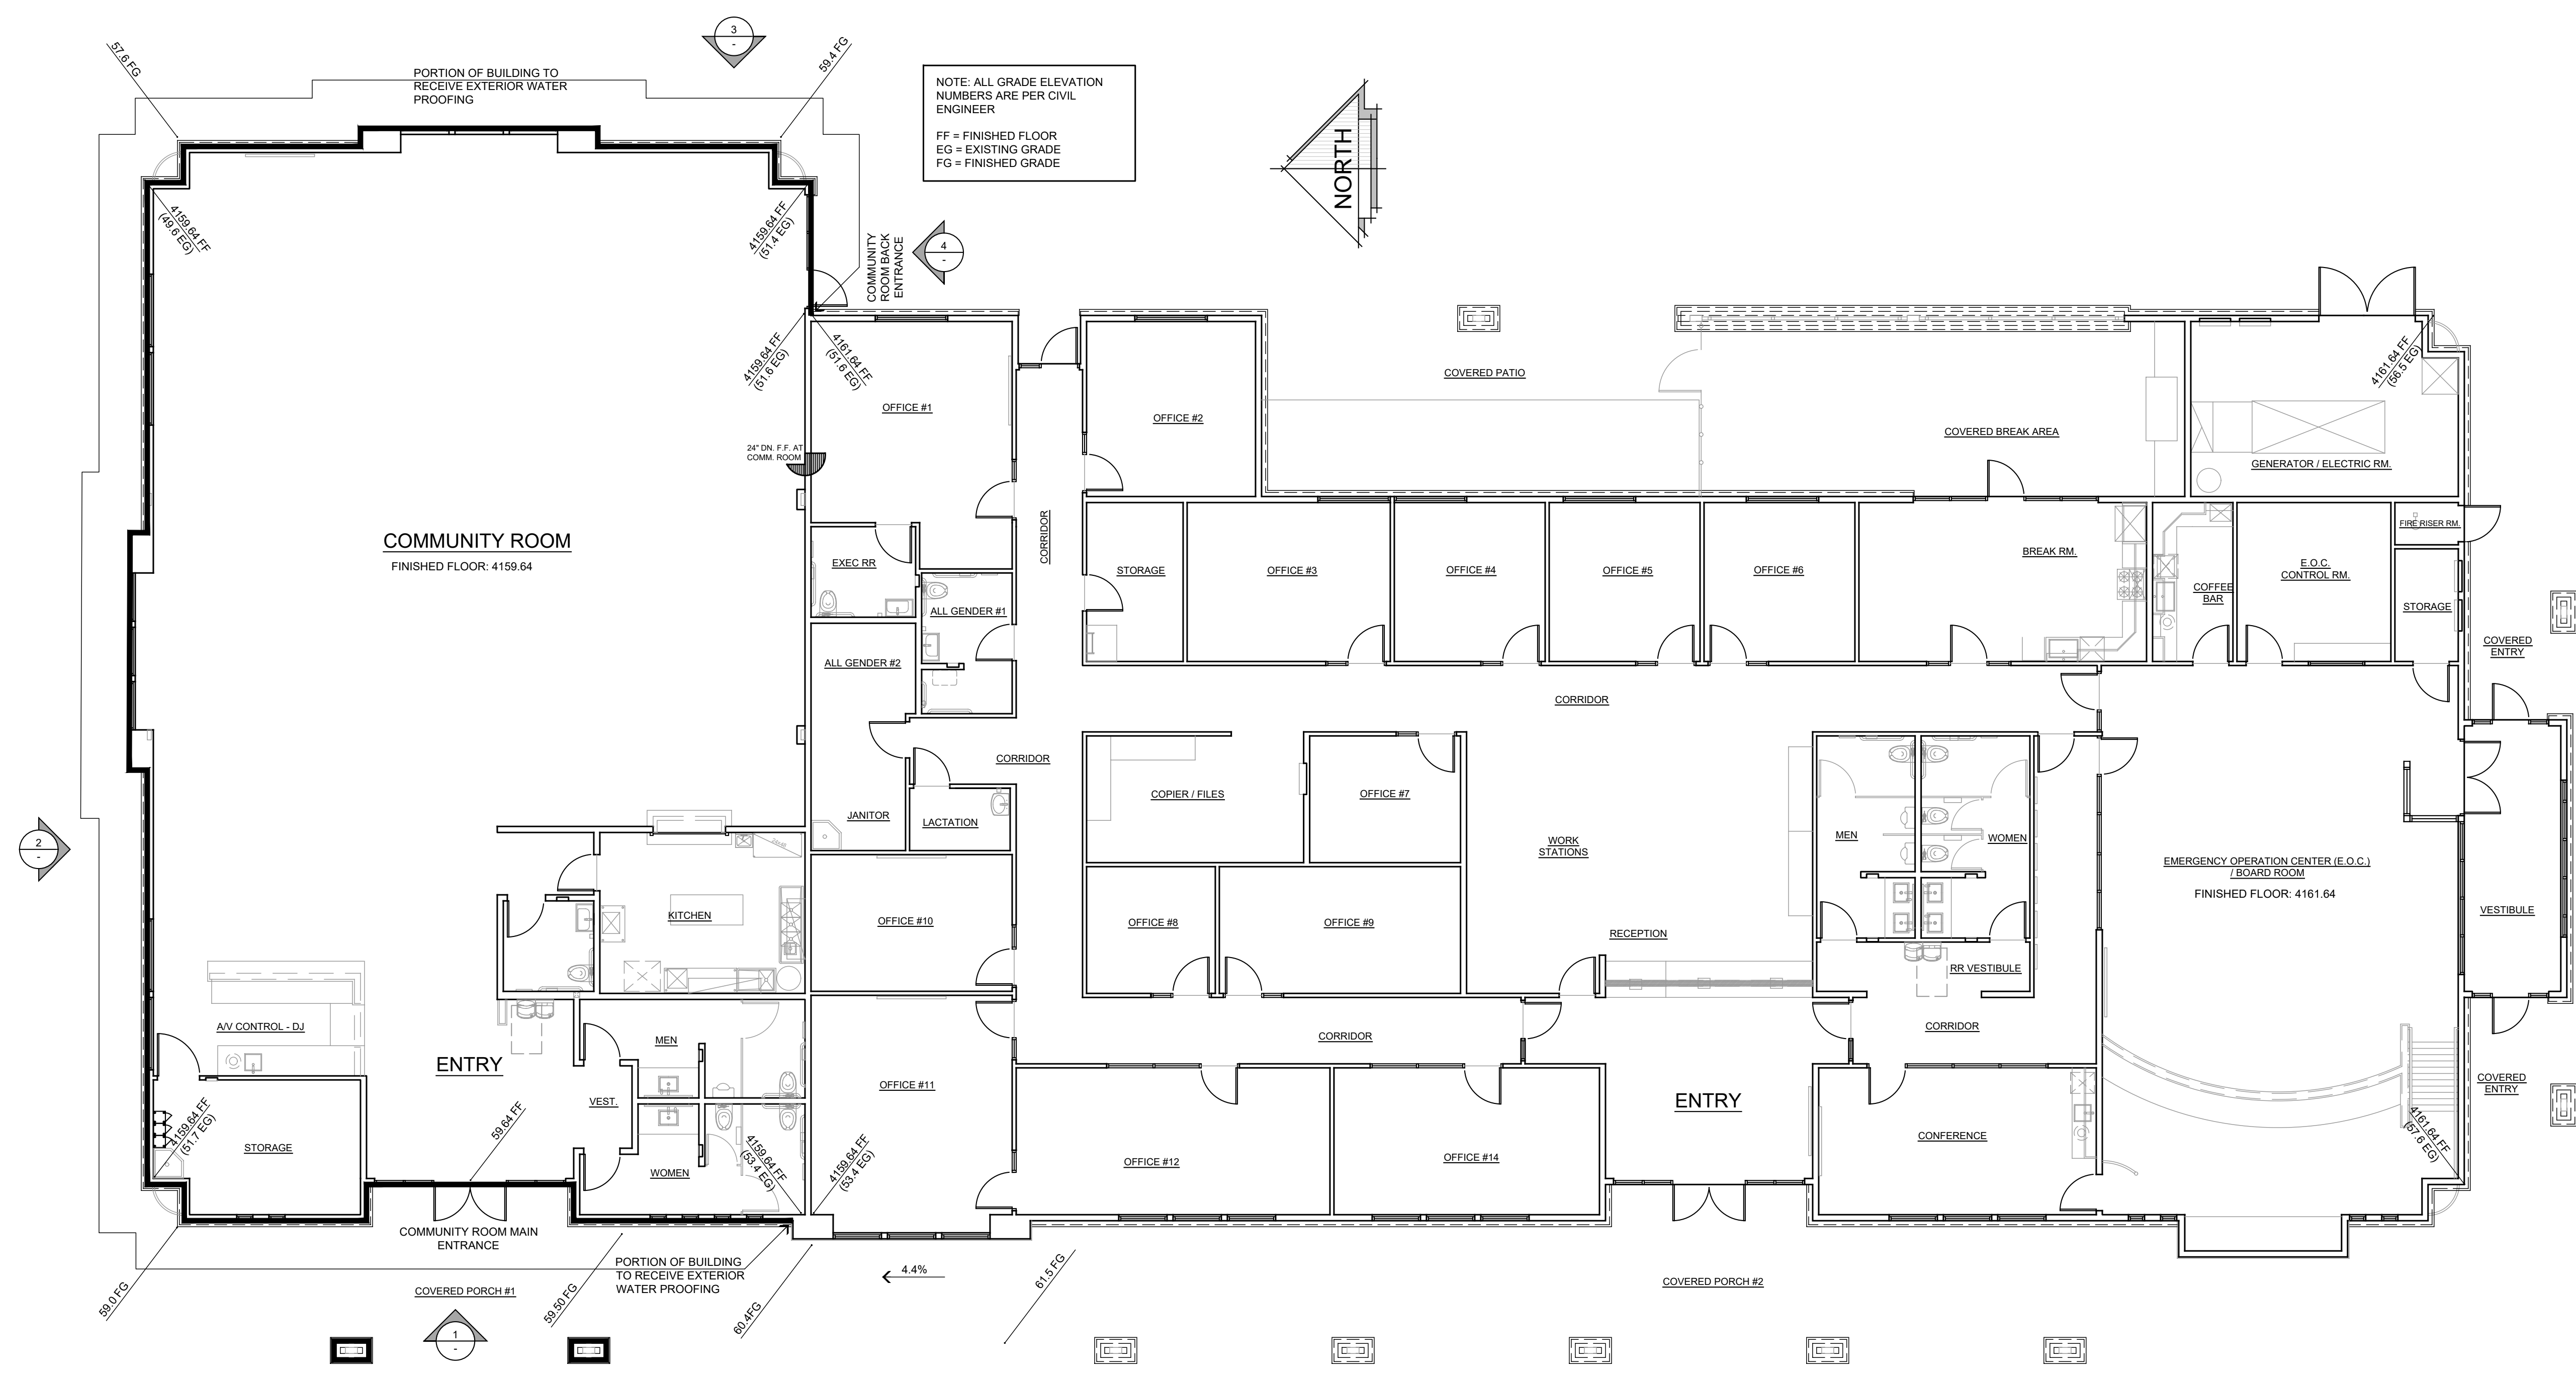 3
-
57.6 FG
PORTION OF BUILDING TO
RECEIVE EXTERIOR WATER
PROOFING
59.4 FG
NOTE: ALL GRADE ELEVATION
NUMBERS ARE PER CIVIL
ENGINEER
FF = FINISHED FLOOR
EG = EXISTING GRADE
FG = FINISHED GRADE
NORTH
4159.64 FF
(49.6 EG)
4159.64 FF
(51.4 EG)
COMMUNITY
ROOM BACK
ENTRANCE
4
-
4159.64 FF
(51.6 EG)
4161.64 FF
(51.6 EG)
4161.64 FF
(56.5 EG)
COVERED PATIO
OFFICE #1
OFFICE #2
COVERED BREAK AREA
24" DN. F.F. AT
COMM. ROOM
GENERATOR / ELECTRIC RM.
COMMUNITY ROOM
FINISHED FLOOR: 4159.64
CORRIDOR
FIRE RISER RM.
EXEC RR
STORAGE
OFFICE #3
OFFICE #4
OFFICE #5
OFFICE #6
BREAK RM.
E.O.C.
CONTROL RM.
COFFEE
BAR
STORAGE
ALL GENDER #1
COVERED
ENTRY
ALL GENDER #2
CORRIDOR
CORRIDOR
COPIER / FILES
OFFICE #7
JANITOR
LACTATION
WORK
STATIONS
MEN
WOMEN
2
-
EMERGENCY OPERATION CENTER (E.O.C.)
/ BOARD ROOM
FINISHED FLOOR: 4161.64
KITCHEN
OFFICE #10
OFFICE #8
OFFICE #9
RECEPTION
VESTIBULE
RR VESTIBULE
A/V CONTROL - DJ
MEN
CORRIDOR
CORRIDOR
ENTRY
OFFICE #11
COVERED
ENTRY
VEST.
ENTRY
4159.64 FF
(51.7 EG)
59.64 FF
STORAGE
WOMEN
4159.64 FF
(53.4 EG)
4159.64 FF
(53.4 EG)
OFFICE #12
OFFICE #14
CONFERENCE
4161.64 FF
(57.6 EG)
COMMUNITY ROOM MAIN
ENTRANCE
PORTION OF BUILDING
TO RECEIVE EXTERIOR
WATER PROOFING
4.4%
59.0 FG
COVERED PORCH #1
59.50 FG
60.4FG
61.5 FG
COVERED PORCH #2
1
-